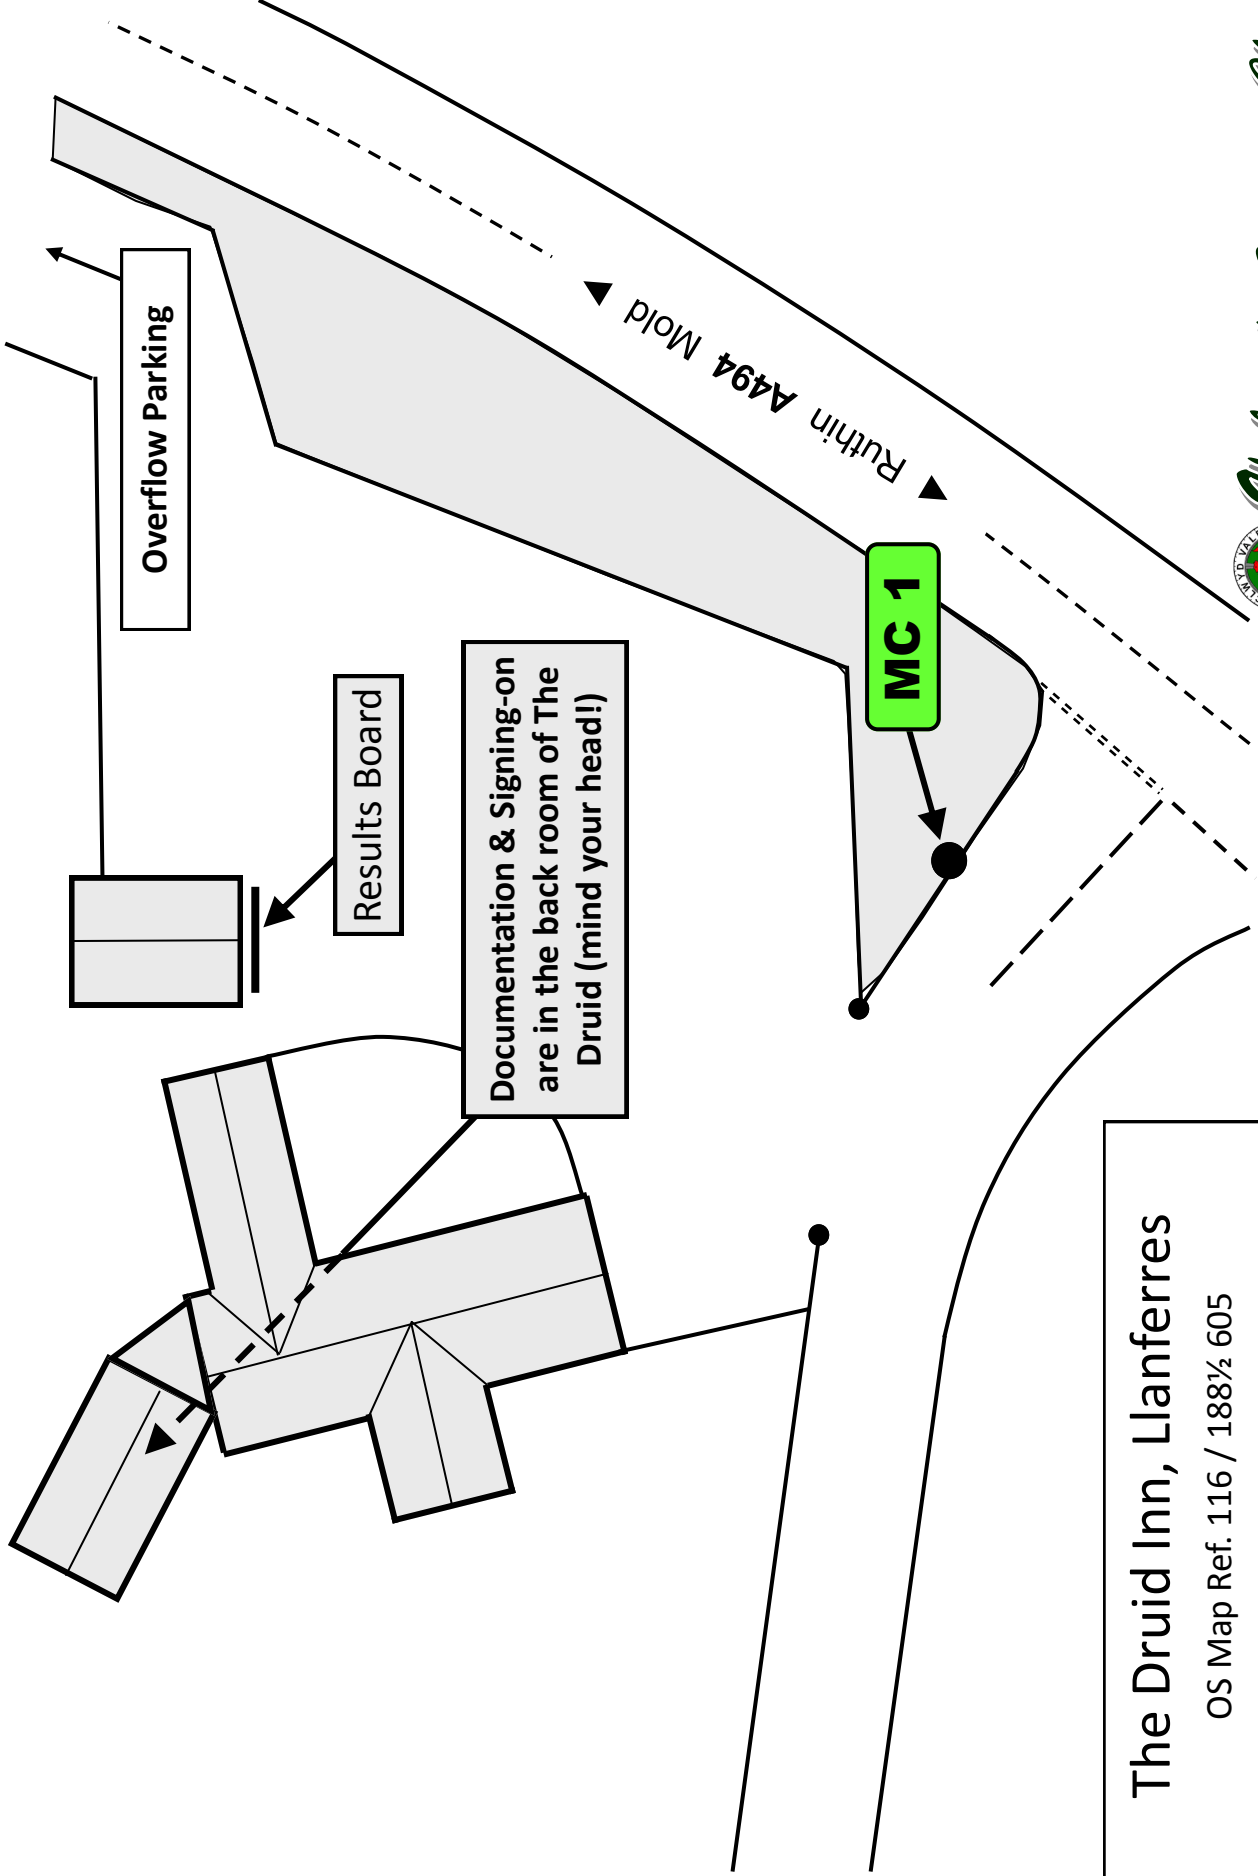 Overflow Parking
Results Board
Documentation & Signing-on
are in the back room of The
Druid (mind your head!)
Ruthin A494 Mold
MC 1
The Druid Inn, Llanferres
OS Map Ref. 116 / 188½ 605